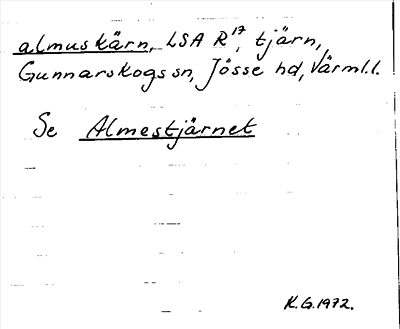 almuskärn, LSA R¹⁷, tjärn,
Gunnarskogs sn, Jösse hd, Värml.l.
Se Almestjärnet
K.G.1972.